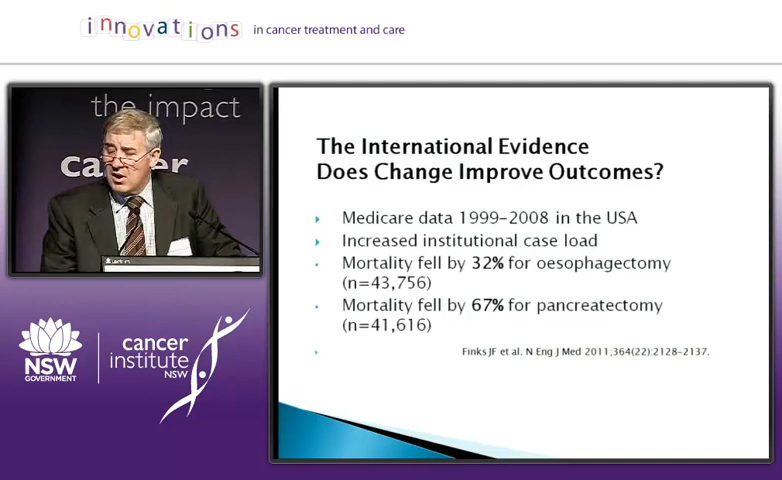 innovations in cancer treatment and care
the impact
cancer
NSW
GOVERNMENT
cancer
institute
NSW
The International Evidence
Does Change Improve Outcomes?
Medicare data 1999-2008 in the USA
Increased institutional case load
Mortality fell by 32% for oesophagectomy
(n=43,756)
Mortality fell by 67% for pancreatectomy
(n=41,616)
Finks JF et al. N Eng J Med 2011;364(22):2128-2137.